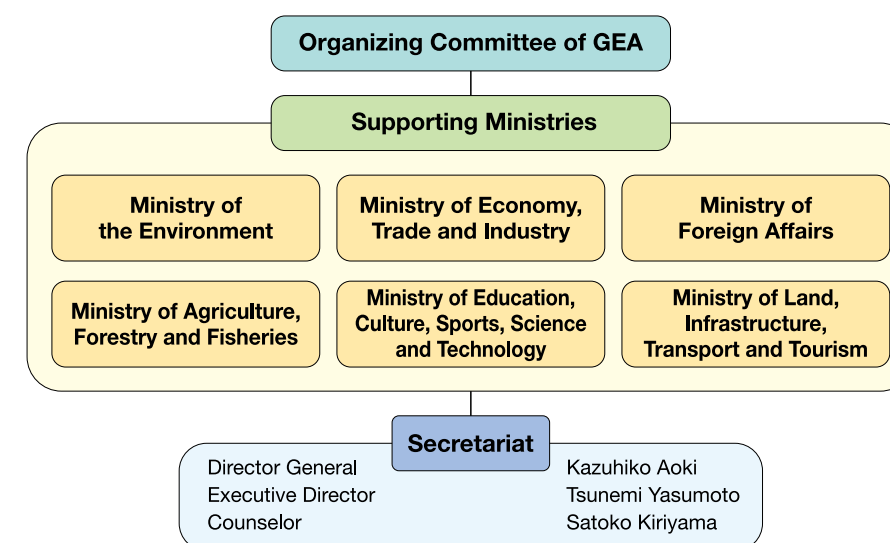 Organizing Committee of GEA
Supporting Ministries
Ministry of
the Environment
Ministry of Economy,
Trade and Industry
Ministry of
Foreign Affairs
Ministry of Agriculture,
Forestry and Fisheries
Ministry of Education,
Culture, Sports, Science
and Technology
Ministry of Land,
Infrastructure,
Transport and Tourism
Secretariat
Director General Kazuhiko Aoki
Executive Director Tsunemi Yasumoto
Counselor Satoko Kiriyama